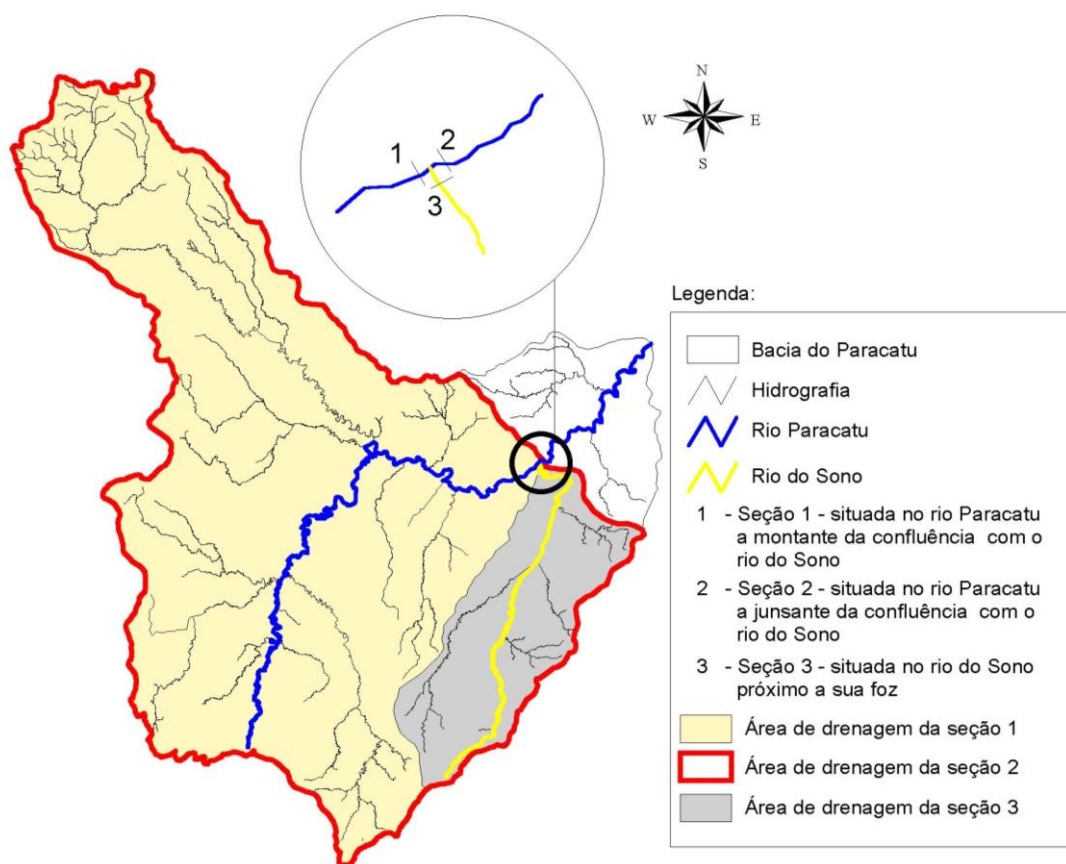 1
2
3
N
W
E
S
Legenda:
Bacia do Paracatu
Hidrografia
Rio Paracatu
Rio do Sono
1 - Seção 1 - situada no rio Paracatu
a montante da confluência com o
rio do Sono
2 - Seção 2 - situada no rio Paracatu
a junsante da confluência com o
rio do Sono
3 - Seção 3 - situada no rio do Sono
próximo a sua foz
Área de drenagem da seção 1
Área de drenagem da seção 2
Área de drenagem da seção 3